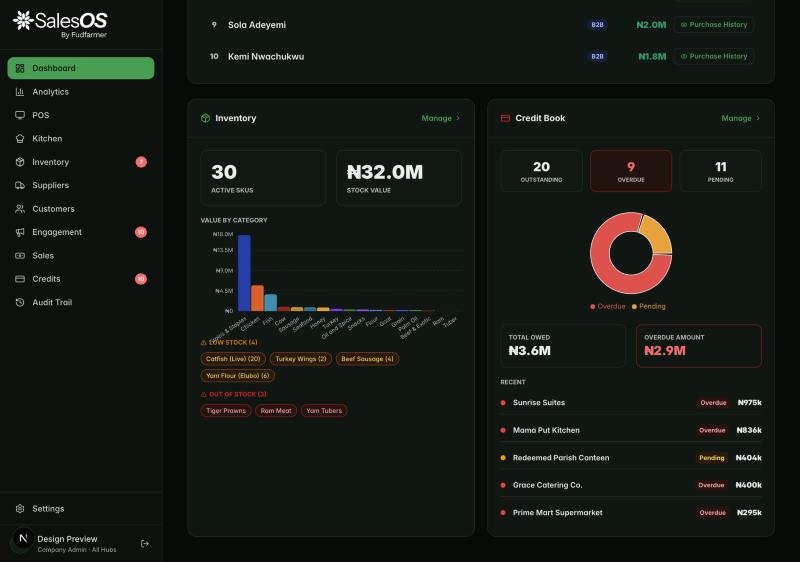 SalesOS
By Fudfarmer
Dashboard
Analytics
POS
Kitchen
Inventory 7
Suppliers
Customers
Engagement 10
Sales
Credits 10
Audit Trail
Settings
N
Design Preview
Company Admin · All Hubs
9 Sola Adeyemi B2B ₦2.0M Purchase History
10 Kemi Nwachukwu B2B ₦1.8M Purchase History
Inventory Manage
30
ACTIVE SKUS
₦32.0M
STOCK VALUE
VALUE BY CATEGORY
₦18.0M
₦13.5M
₦9.0M
₦4.5M
₦0
& Staples
Chicken
Fish
Cow
Sausage
Seafood
Honey
Turkey
Oil and Spice
Snacks
Flour
Goat
Grain
Palm Oil
Beef & Exotic
Ram
Tuber
LOW STOCK (4)
Catfish (Live) (20)
Turkey Wings (2)
Beef Sausage (4)
Yam Flour (Elubo) (6)
OUT OF STOCK (3)
Tiger Prawns
Ram Meat
Yam Tubers
Credit Book Manage
20
OUTSTANDING
9
OVERDUE
11
PENDING
Overdue Pending
TOTAL OWED
₦3.6M
OVERDUE AMOUNT
₦2.9M
RECENT
Sunrise Suites Overdue ₦975k
Mama Put Kitchen Overdue ₦836k
Redeemed Parish Canteen Pending ₦404k
Grace Catering Co. Overdue ₦400k
Prime Mart Supermarket Overdue ₦295k